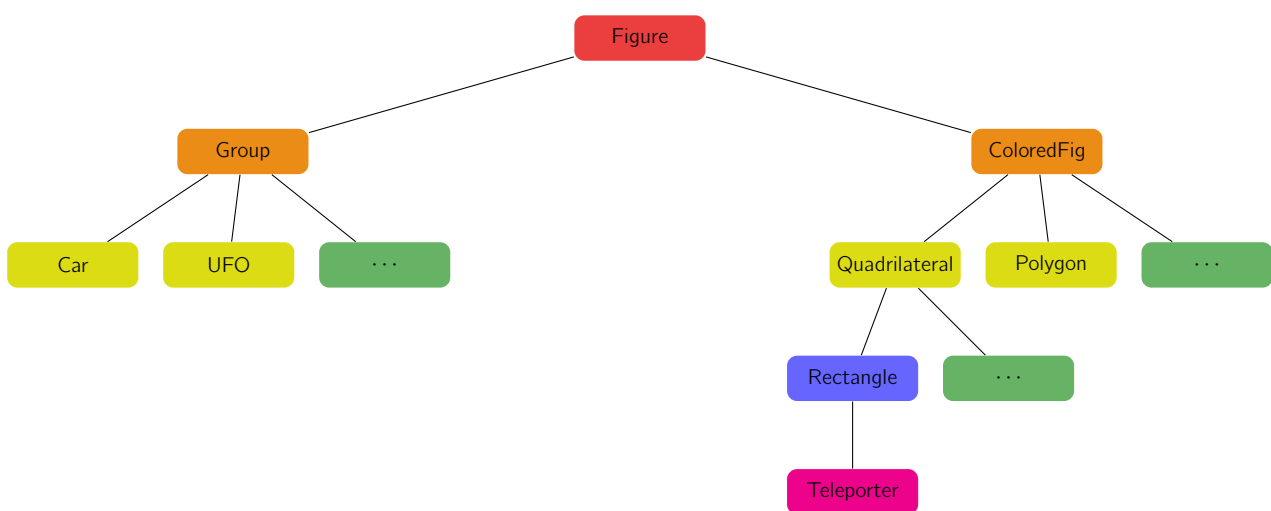 Figure
Group
ColoredFig
Car
UFO
···
Quadrilateral
Polygon
···
Rectangle
···
Teleporter